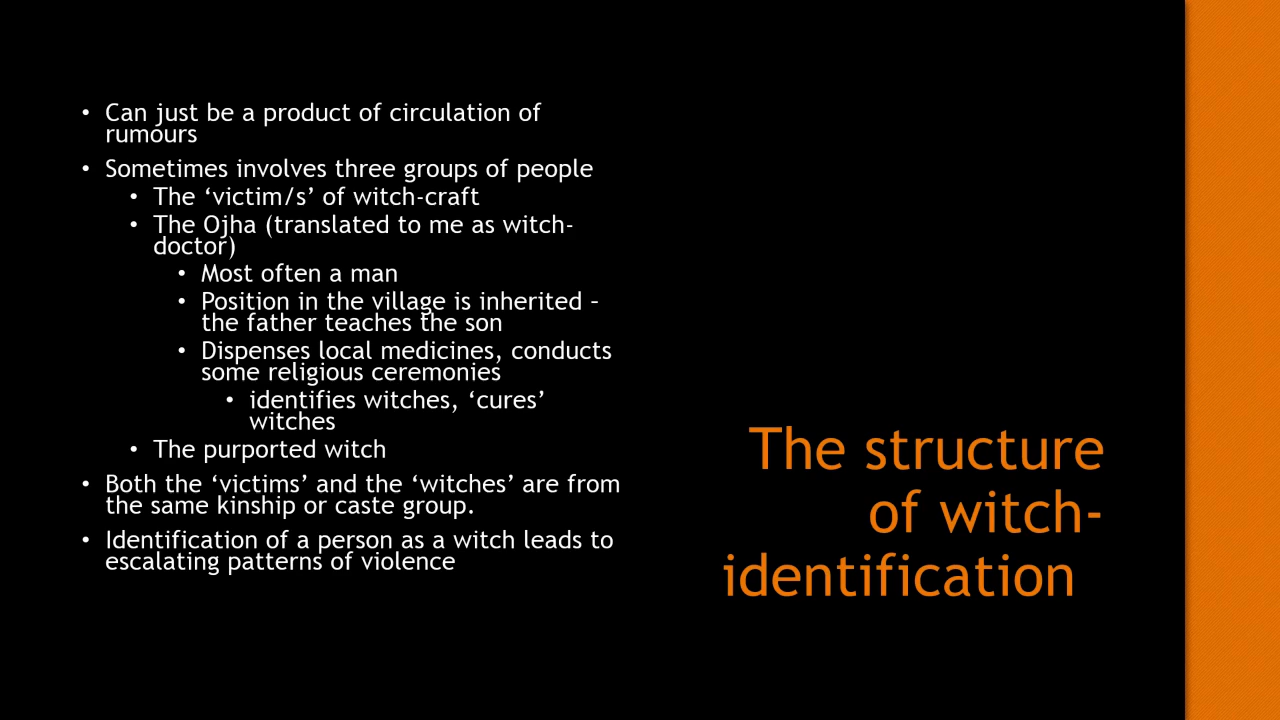 • Can just be a product of circulation of
rumours
• Sometimes involves three groups of people
• The ‘victim/s’ of witch-craft
• The Ojha (translated to me as witch-
doctor)
• Most often a man
• Position in the village is inherited –
the father teaches the son
• Dispenses local medicines, conducts
some religious ceremonies
• identifies witches, ‘cures’
witches
• The purported witch
• Both the ‘victims’ and the ‘witches’ are from
the same kinship or caste group.
• Identification of a person as a witch leads to
escalating patterns of violence
The structure
of witch-
identification